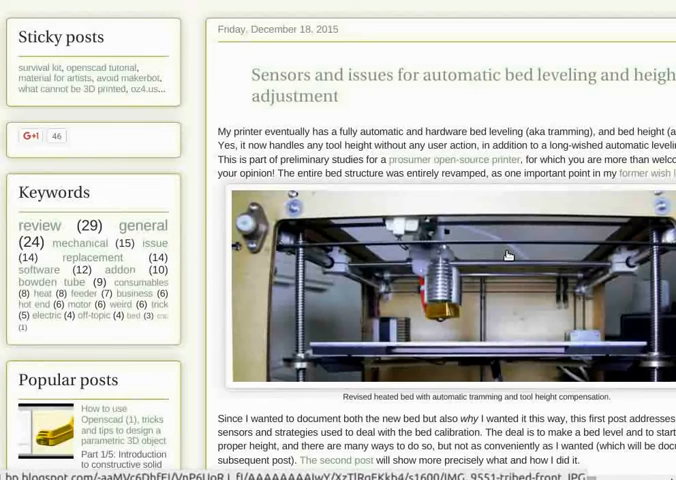 Sticky posts
survival kit, openscad tutorial,
material for artists, avoid makerbot,
what cannot be 3D printed, oz4.us...
G+1 46
Keywords
review (29) general
(24) mechanical (15) issue
(14) replacement (14)
software (12) addon (10)
bowden tube (9) consumables
(8) heat (8) feeder (7) business (6)
hot end (6) motor (6) weird (6) trick
(5) electric (4) off-topic (4) bed (3) cnc
(1)
Popular posts
How to use
Openscad (1), tricks
and tips to design a
parametric 3D object
Part 1/5: Introduction
to constructive solid
Friday, December 18, 2015
Sensors and issues for automatic bed leveling and heigh
adjustment
My printer eventually has a fully automatic and hardware bed leveling (aka tramming), and bed height (a
Yes, it now handles any tool height without any user action, in addition to a long-wished automatic leveli
This is part of preliminary studies for a prosumer open-source printer, for which you are more than welco
your opinion! The entire bed structure was entirely revamped, as one important point in my former wish l
Revised heated bed with automatic tramming and tool height compensation.
Since I wanted to document both the new bed but also why I wanted it this way, this first post addresses
sensors and strategies used to deal with the bed calibration. The deal is to make a bed level and to start
proper height, and there are many ways to do so, but not as conveniently as I wanted (which will be docu
subsequent post). The second post will show more precisely what and how I did it.